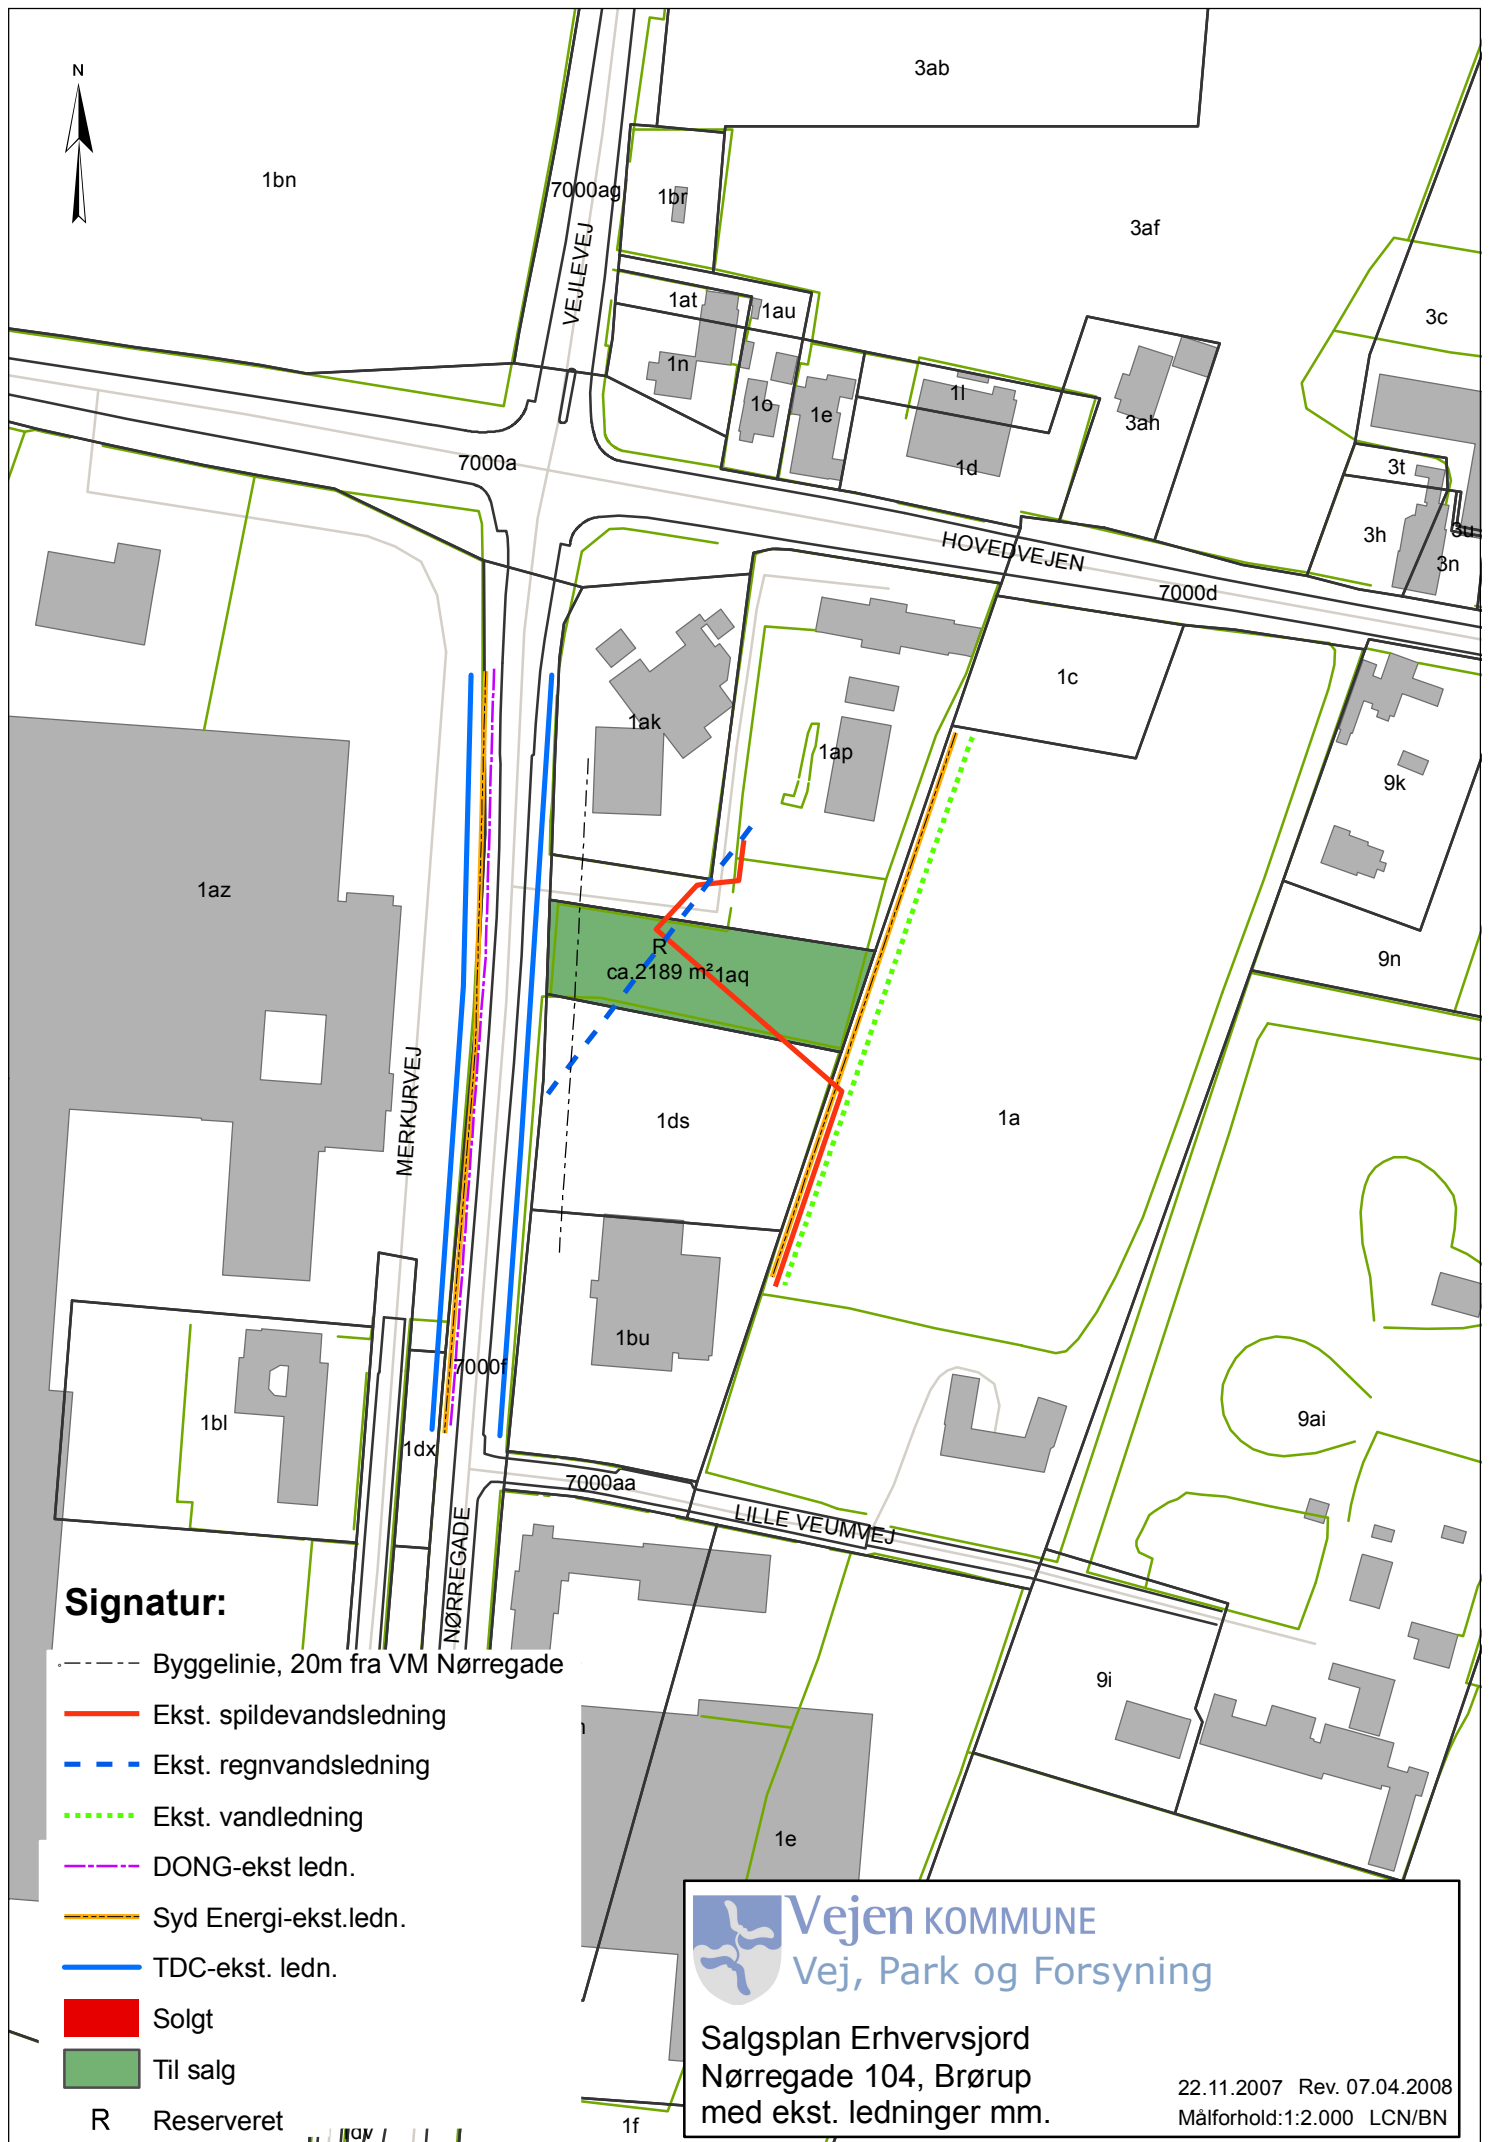 N
3ab
1bn
7000ag
1br
3af
VEJLEVEJ
1at
1au
3c
1n
1o
1e
1l
3ah
1d
7000a
3t
3h
3u
3n
HOVEDVEJEN
7000d
1c
1ak
1ap
9k
1az
R
ca.2189 m²
1aq
9n
MERKURVEJ
1ds
1a
1bu
7000f
1bl
1dx
9ai
7000aa
LILLE VEUMVEJ
NØRREGADE
9i
1e
1f
Signatur:
Byggelinie, 20m fra VM Nørregade
Ekst. spildevandsledning
Ekst. regnvandsledning
Ekst. vandledning
DONG-ekst ledn.
Syd Energi-ekst.ledn.
TDC-ekst. ledn.
Solgt
Til salg
R Reserveret
Vejen KOMMUNE
Vej, Park og Forsyning
Salgsplan Erhvervsjord
Nørregade 104, Brørup
med ekst. ledninger mm.
22.11.2007 Rev. 07.04.2008
Målforhold:1:2.000 LCN/BN